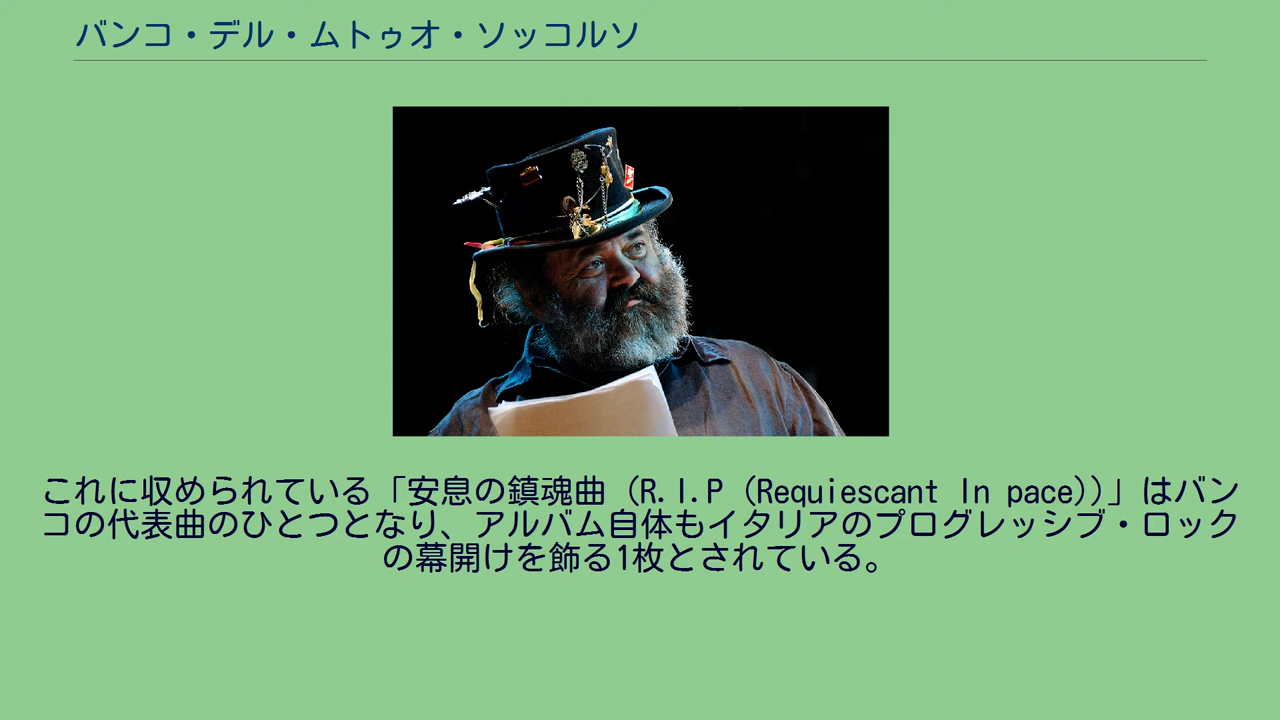 バンコ・デル・ムトゥオ・ソッコルソ
これに収められている「安息の鎮魂曲（R.I.P（Requiescant In pace））」はバン
コの代表曲のひとつとなり、アルバム自体もイタリアのプログレッシブ・ロック
の幕開けを飾る1枚とされている。